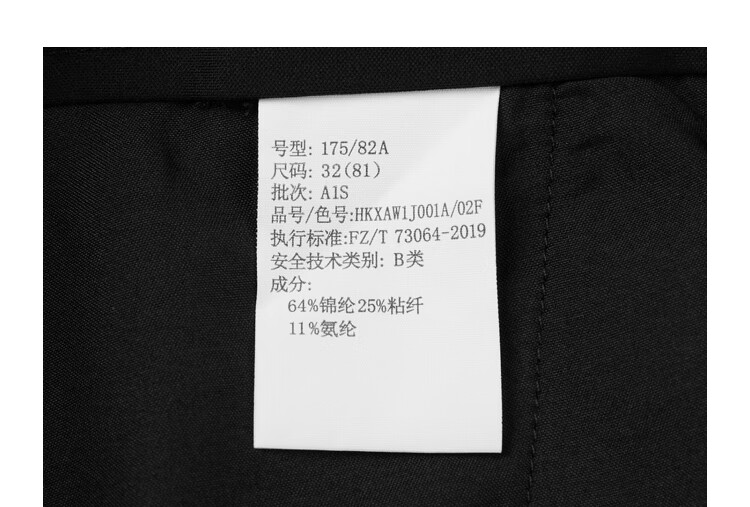 号型: 175/82A
尺码: 32(81)
批次: A1S
品号/色号:HKXAW1J001A/02F
执行标准:FZ/T 73064-2019
安全技术类别: B类
成分:
64%锦纶25%粘纤
11%氨纶